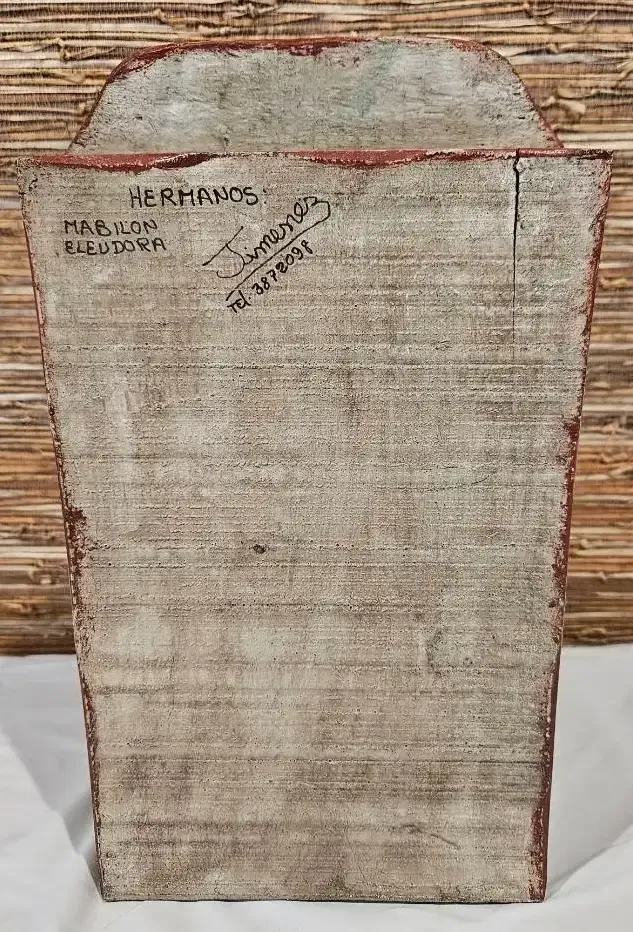 HERMANOS.
MABILON
ELEUDORA
Jimenez
Tel. 3872098